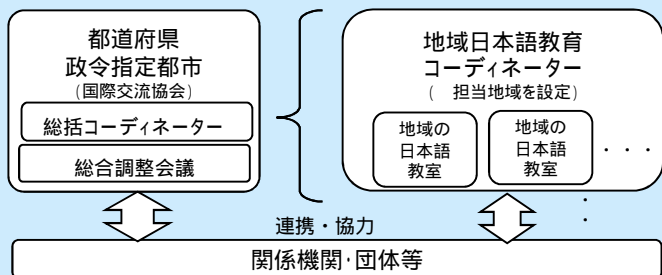 都道府県
政令指定都市
(国際交流協会)
総括コーディネーター
総合調整会議
地域日本語教育
コーディネーター
( 担当地域を設定)
地域の
日本語
教室
地域の
日本語
教室
・・・
:
連携・協力
関係機関・団体等